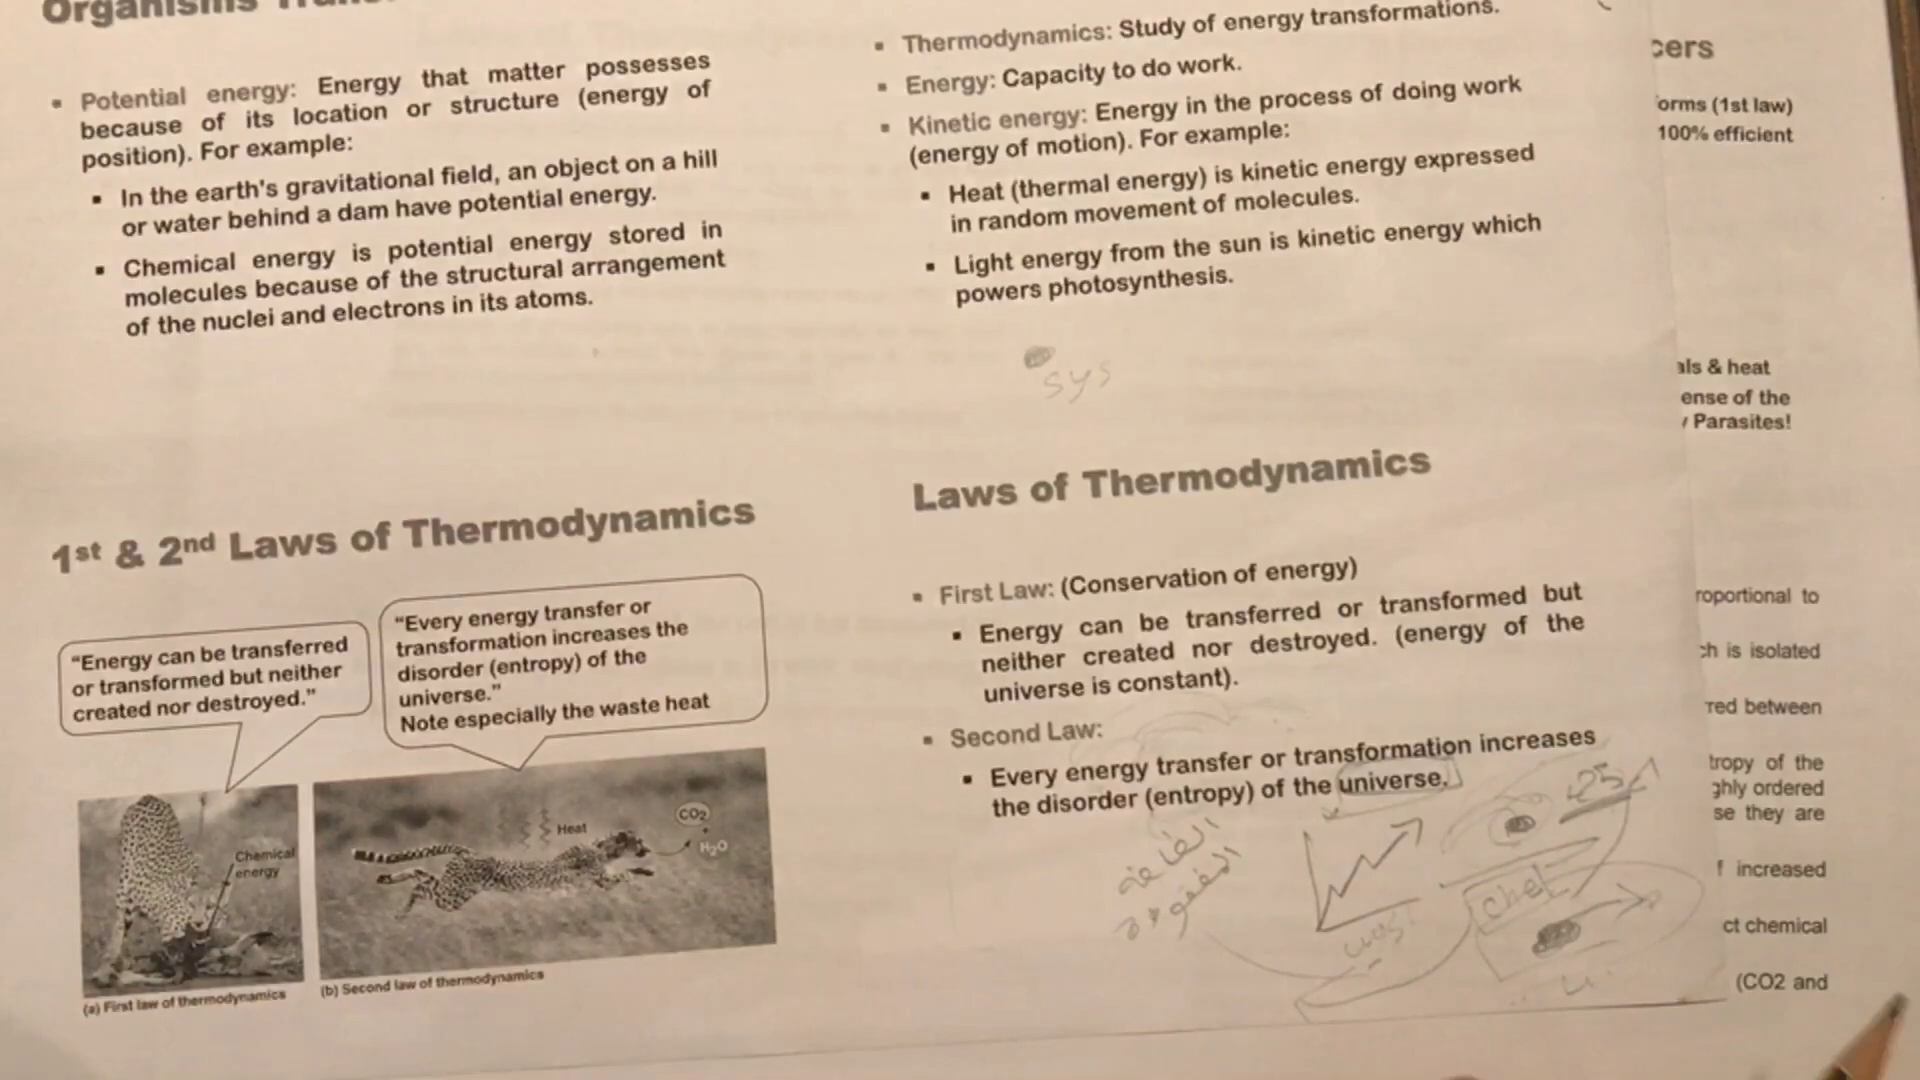 Organisms
▪ Potential energy: Energy that matter possesses
because of its location or structure (energy of
position). For example:
▪ In the earth's gravitational field, an object on a hill
or water behind a dam have potential energy.
▪ Chemical energy is potential energy stored in
molecules because of the structural arrangement
of the nuclei and electrons in its atoms.
▪ Thermodynamics: Study of energy transformations.
▪ Energy: Capacity to do work.
▪ Kinetic energy: Energy in the process of doing work
(energy of motion). For example:
▪ Heat (thermal energy) is kinetic energy expressed
in random movement of molecules.
▪ Light energy from the sun is kinetic energy which
powers photosynthesis.
sys
1st & 2nd Laws of Thermodynamics
"Energy can be transferred
or transformed but neither
created nor destroyed."
"Every energy transfer or
transformation increases the
disorder (entropy) of the
universe."
Note especially the waste heat
Chemical
energy
Heat
CO2
H2O
(a) First law of thermodynamics
(b) Second law of thermodynamics
Laws of Thermodynamics
▪ First Law: (Conservation of energy)
▪ Energy can be transferred or transformed but
neither created nor destroyed. (energy of the
universe is constant).
▪ Second Law:
▪ Every energy transfer or transformation increases
the disorder (entropy) of the universe.
25
الطاقة
المفقودة
cers
orms (1st law)
100% efficient
als & heat
ense of the
Parasites!
roportional to
ch is isolated
red between
tropy of the
ghly ordered
se they are
f increased
ct chemical
(CO2 and